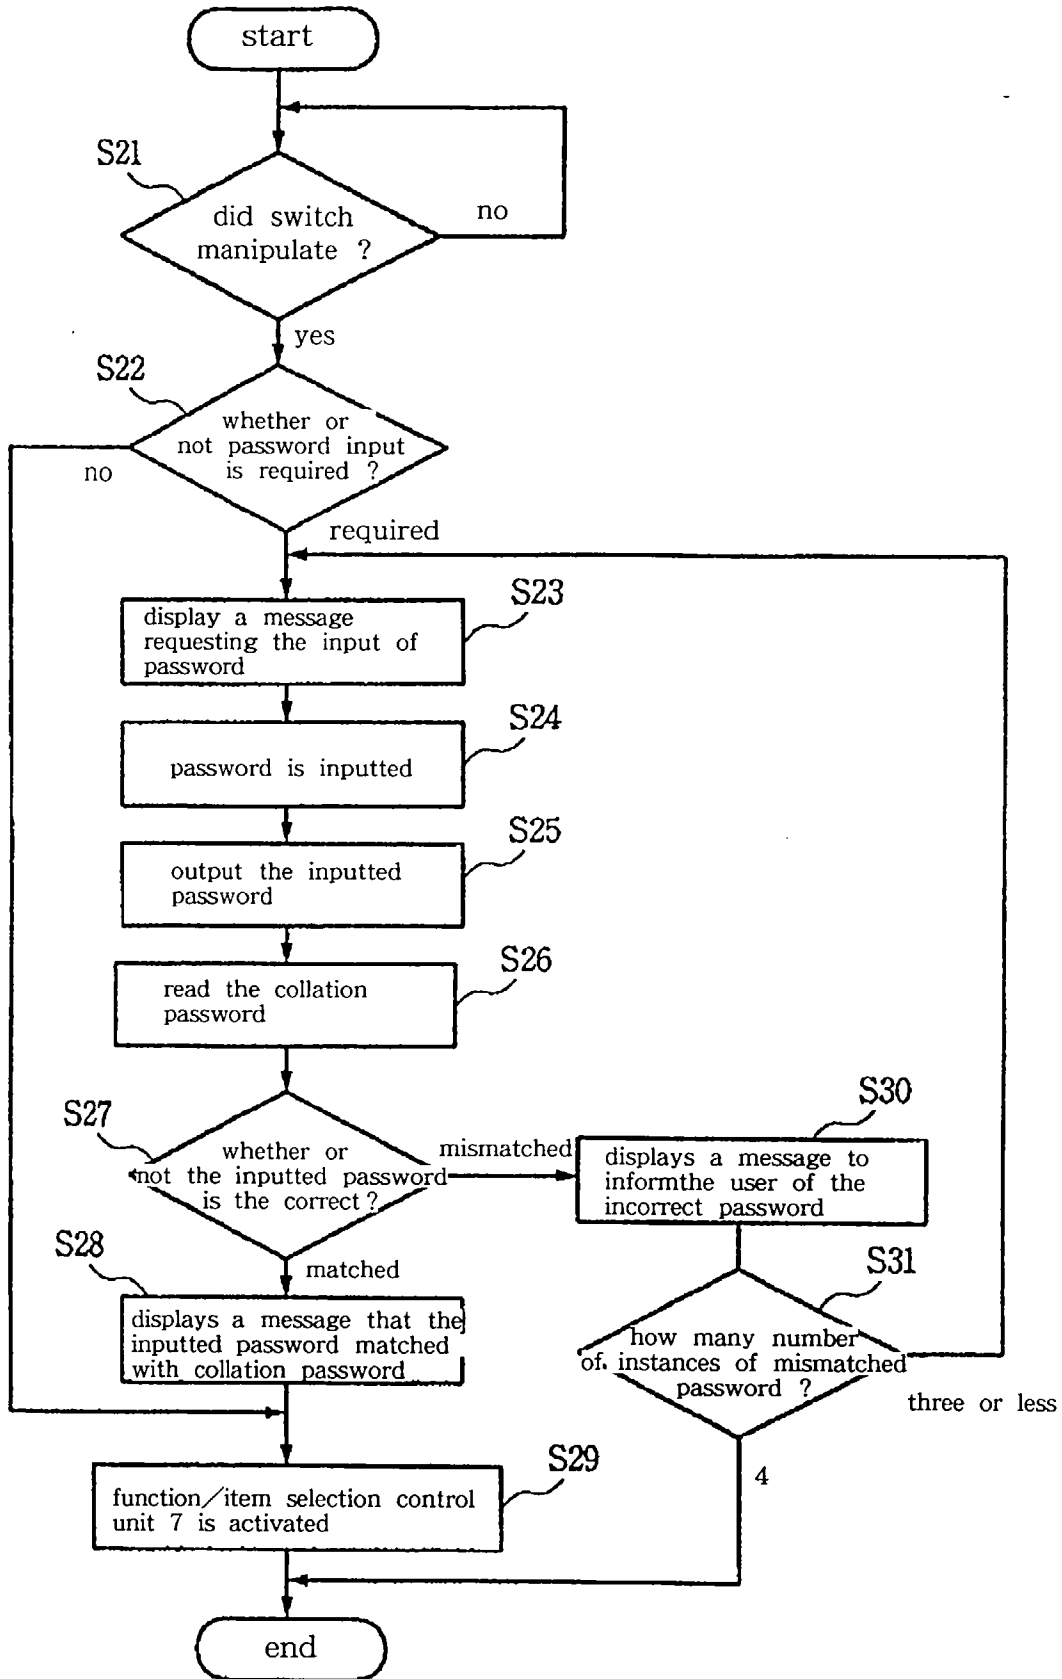 start
S21
did switch
manipulate ?
no
yes
S22
whether or
not password input
is required ?
no
required
S23
display a message
requesting the input of
password
S24
password is inputted
S25
output the inputted
password
S26
read the collation
password
S27
whether or
not the inputted password
is the correct ?
mismatched
S30
displays a message to
informthe user of the
incorrect password
matched
S28
displays a message that the
inputted password matched
with collation password
S31
how many number
of instances of mismatched
password ?
three or less
4
S29
function/item selection control
unit 7 is activated
end